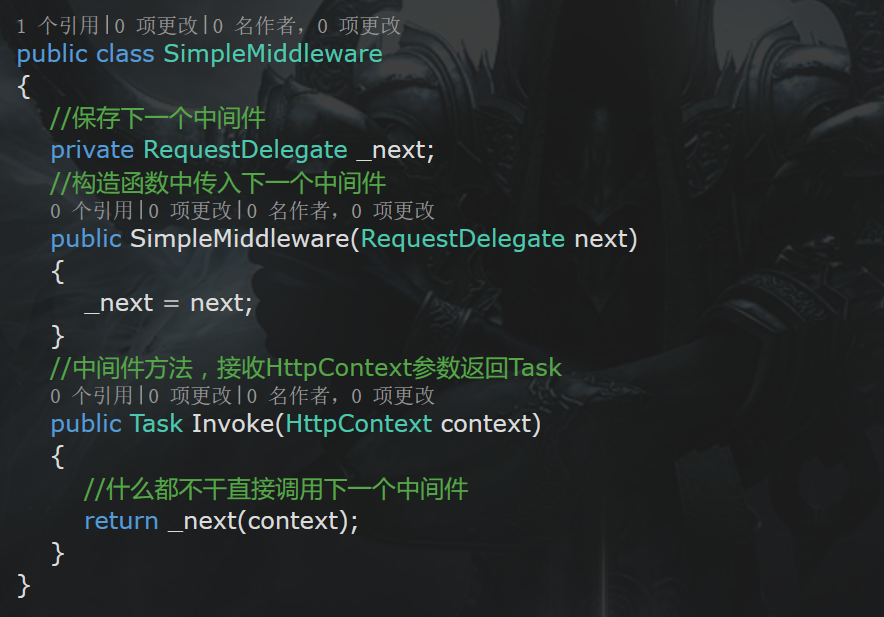 1 个引用|0 项更改|0 名作者，0 项更改
public class SimpleMiddleware
{
//保存下一个中间件
private RequestDelegate _next;
//构造函数中传入下一个中间件
0 个引用|0 项更改|0 名作者，0 项更改
public SimpleMiddleware(RequestDelegate next)
{
_next = next;
}
//中间件方法，接收HttpContext参数返回Task
0 个引用|0 项更改|0 名作者，0 项更改
public Task Invoke(HttpContext context)
{
//什么都不干直接调用下一个中间件
return _next(context);
}
}